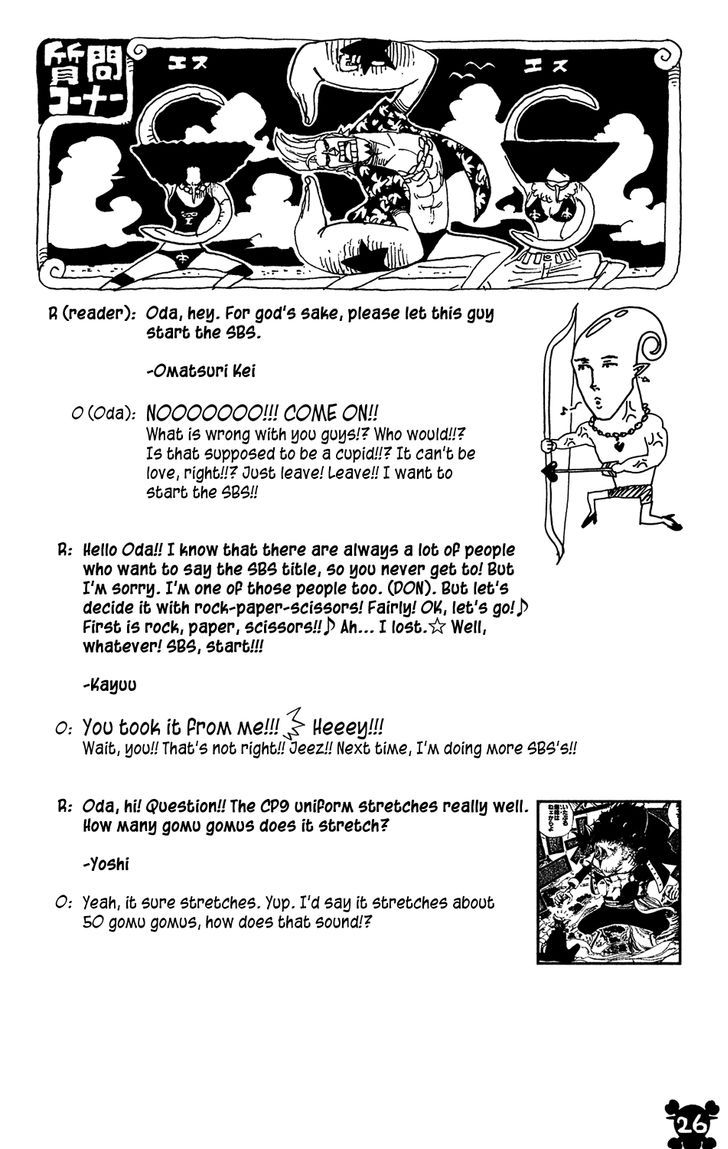 質問
コーナー
エス
エス
R (reader): Oda, hey. For god's sake, please let this guy
start the SBS.
-Omatsuri Kei
O (Oda): NOOOOOOO!!! COME ON!!
What is wrong with you guys!? Who would!!?
Is that supposed to be a cupid!!? It can't be
love, right!!? Just leave! Leave!! I want to
start the SBS!!
R: Hello Oda!! I know that there are always a lot of people
who want to say the SBS title, so you never get to! But
I'm sorry. I'm one of those people too. (DON). But let's
decide it with rock-paper-scissors! Fairly! OK, let's go!♪
First is rock, paper, scissors!!♪ Ah... I lost.☆ Well,
whatever! SBS, start!!!
-Kayuu
O: You took it from me!!! Heeey!!!
Wait, you!! That's not right!! Jeez!! Next time, I'm doing more SBS's!!
R: Oda, hi! Question!! The CP9 uniform stretches really well.
How many gomu gomus does it stretch?
-Yoshi
O: Yeah, it sure stretches. Yup. I'd say it stretches about
50 gomu gomus, how does that sound!?
26